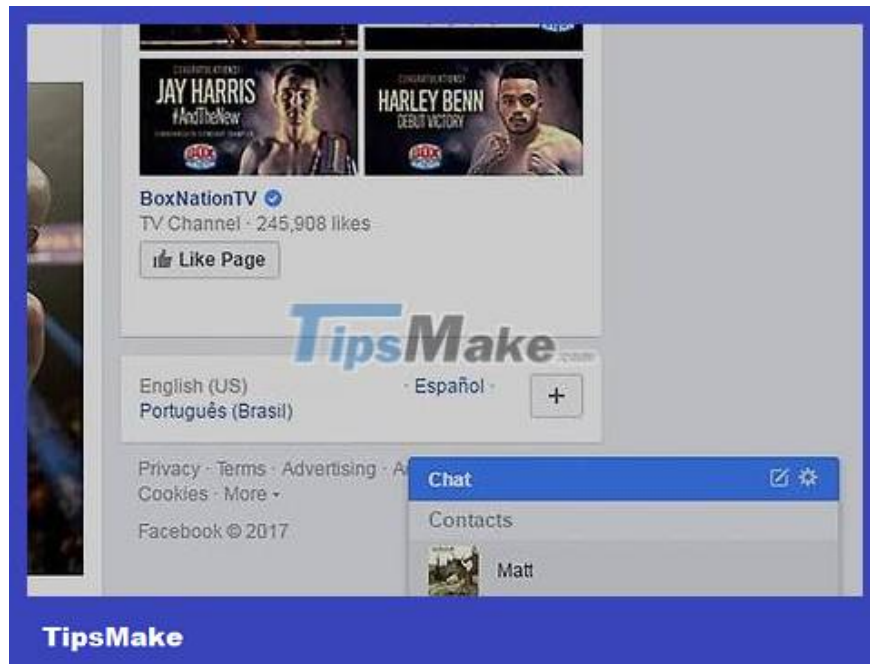 CONGRATULATIONS!
JAY HARRIS
#AndTheNew
CONGRATULATIONS!
HARLEY BENN
DEBUT VICTORY
BOX
BOX
BoxNationTV
TV Channel · 245,908 likes
Like Page
TipsMake.com
English (US) · Español ·
+
Português (Brasil)
Privacy · Terms · Advertising · A
Cookies · More
Facebook © 2017
Chat
Contacts
Matt
TipsMake